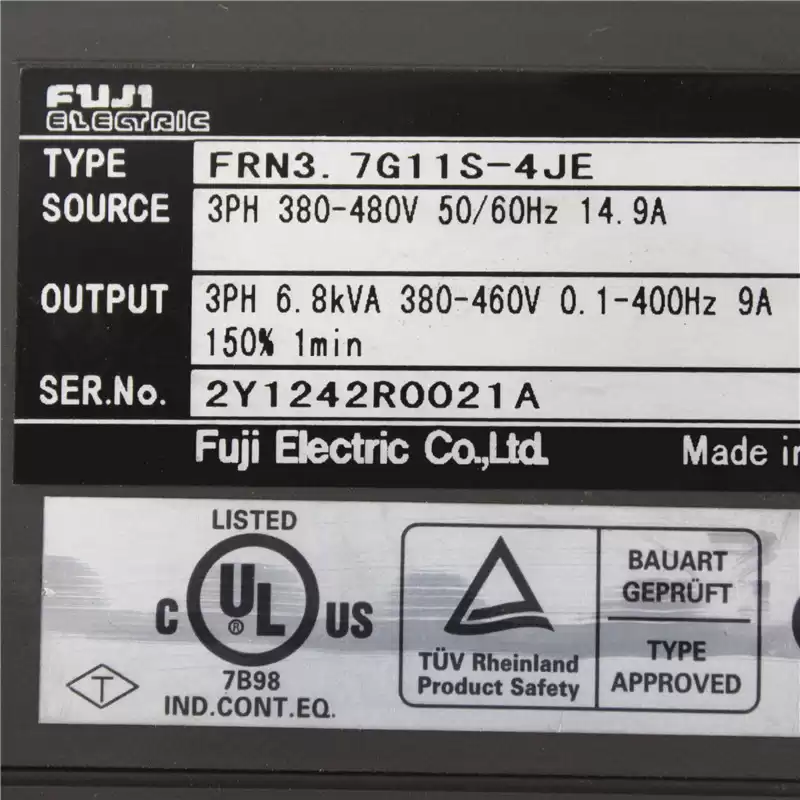 FUJI
ELECTRIC
TYPE FRN3. 7G11S-4JE
SOURCE 3PH 380-480V 50/60Hz 14.9A
OUTPUT 3PH 6.8kVA 380-460V 0.1-400Hz 9A
150% 1min
SER.No. 2Y1242R0021A
Fuji Electric Co.,Ltd. Made in
LISTED
C UL ® US
7B98
IND.CONT.EQ.
T
TÜV Rheinland
Product Safety
BAUART
GEPRÜFT
TYPE
APPROVED